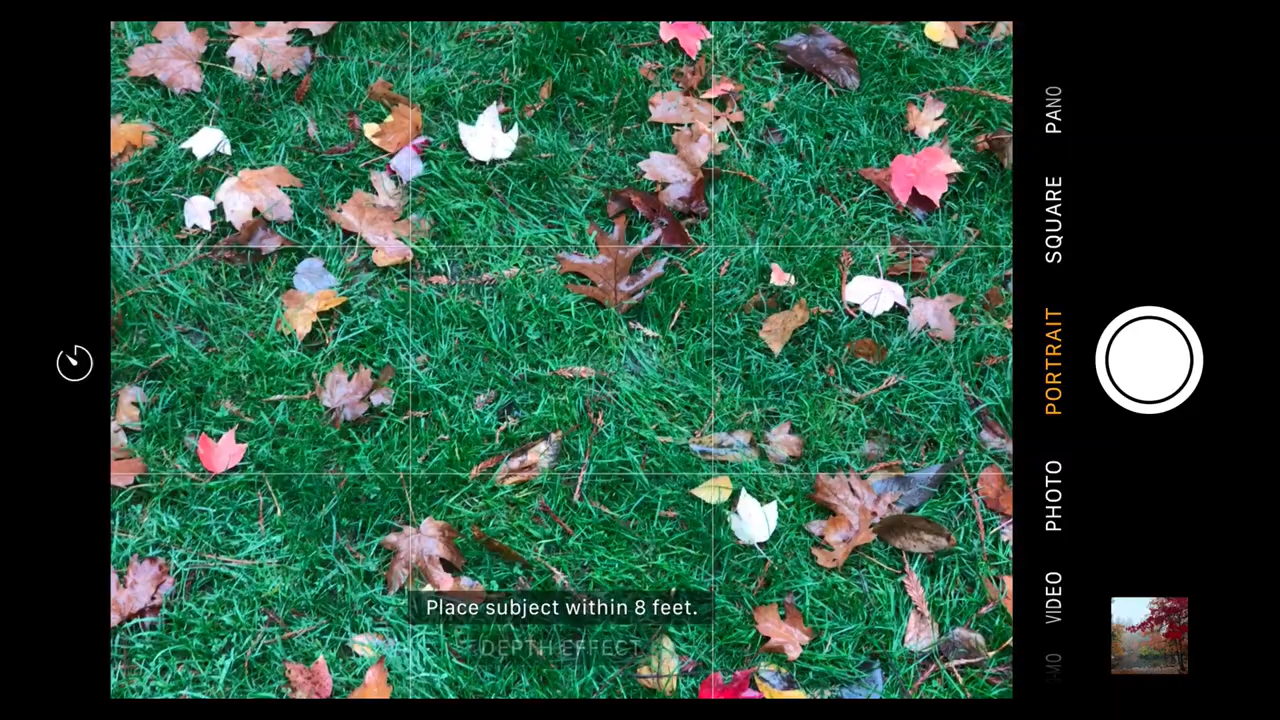 Place subject within 8 feet.
DEPTH EFFECT
PANO
SQUARE
PORTRAIT
PHOTO
VIDEO